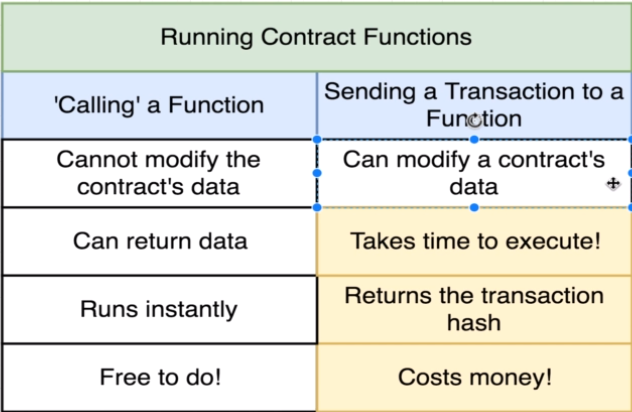 Running Contract Functions
'Calling' a Function
Sending a Transaction to a
Function
Cannot modify the
contract's data
Can modify a contract's
data
Can return data
Takes time to execute!
Runs instantly
Returns the transaction
hash
Free to do!
Costs money!